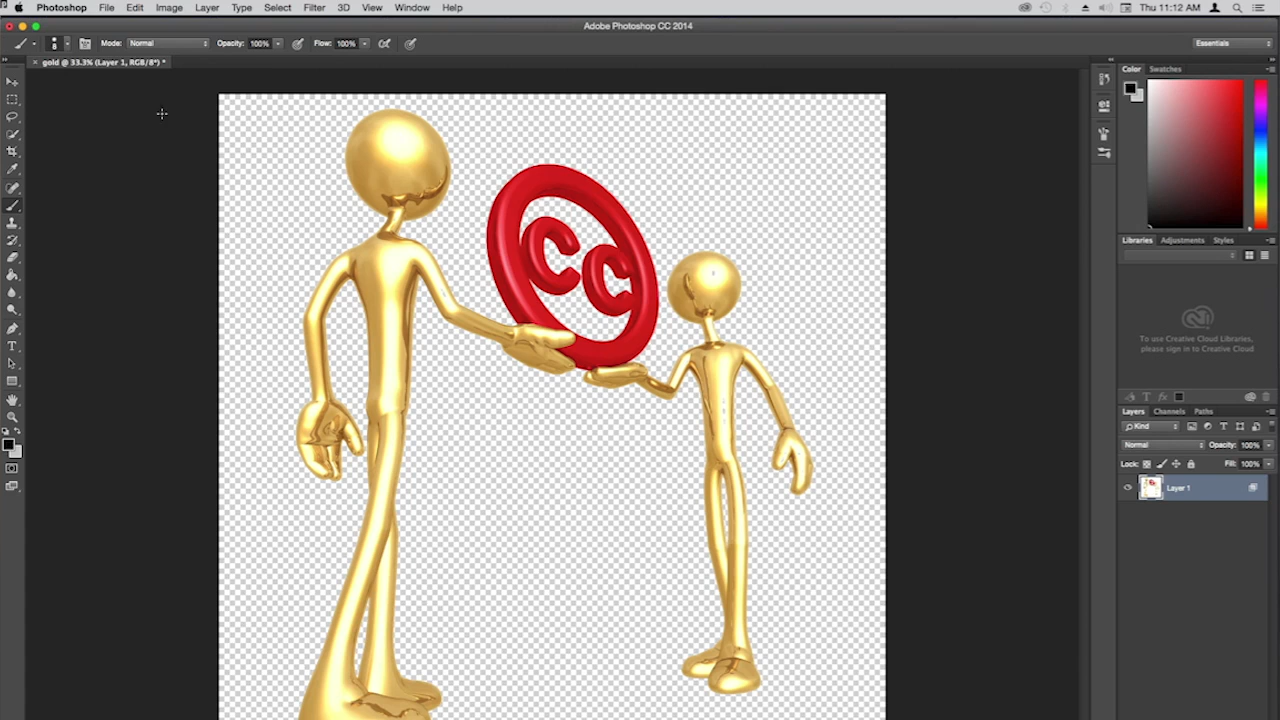 Photoshop File Edit Image Layer Type Select Filter 3D View Window Help Thu 11:12 AM
Adobe Photoshop CC 2014
8 Mode: Normal Opacity: 100% Flow: 100% Essentials
× gold @ 33.3% (Layer 1, RGB/8*) *
Color Swatches
CC
Libraries Adjustments Styles
To use Creative Cloud Libraries,
please sign in to Creative Cloud
T fx
Layers Channels Paths
Kind T
Normal Opacity: 100%
Lock: Fill: 100%
Layer 1